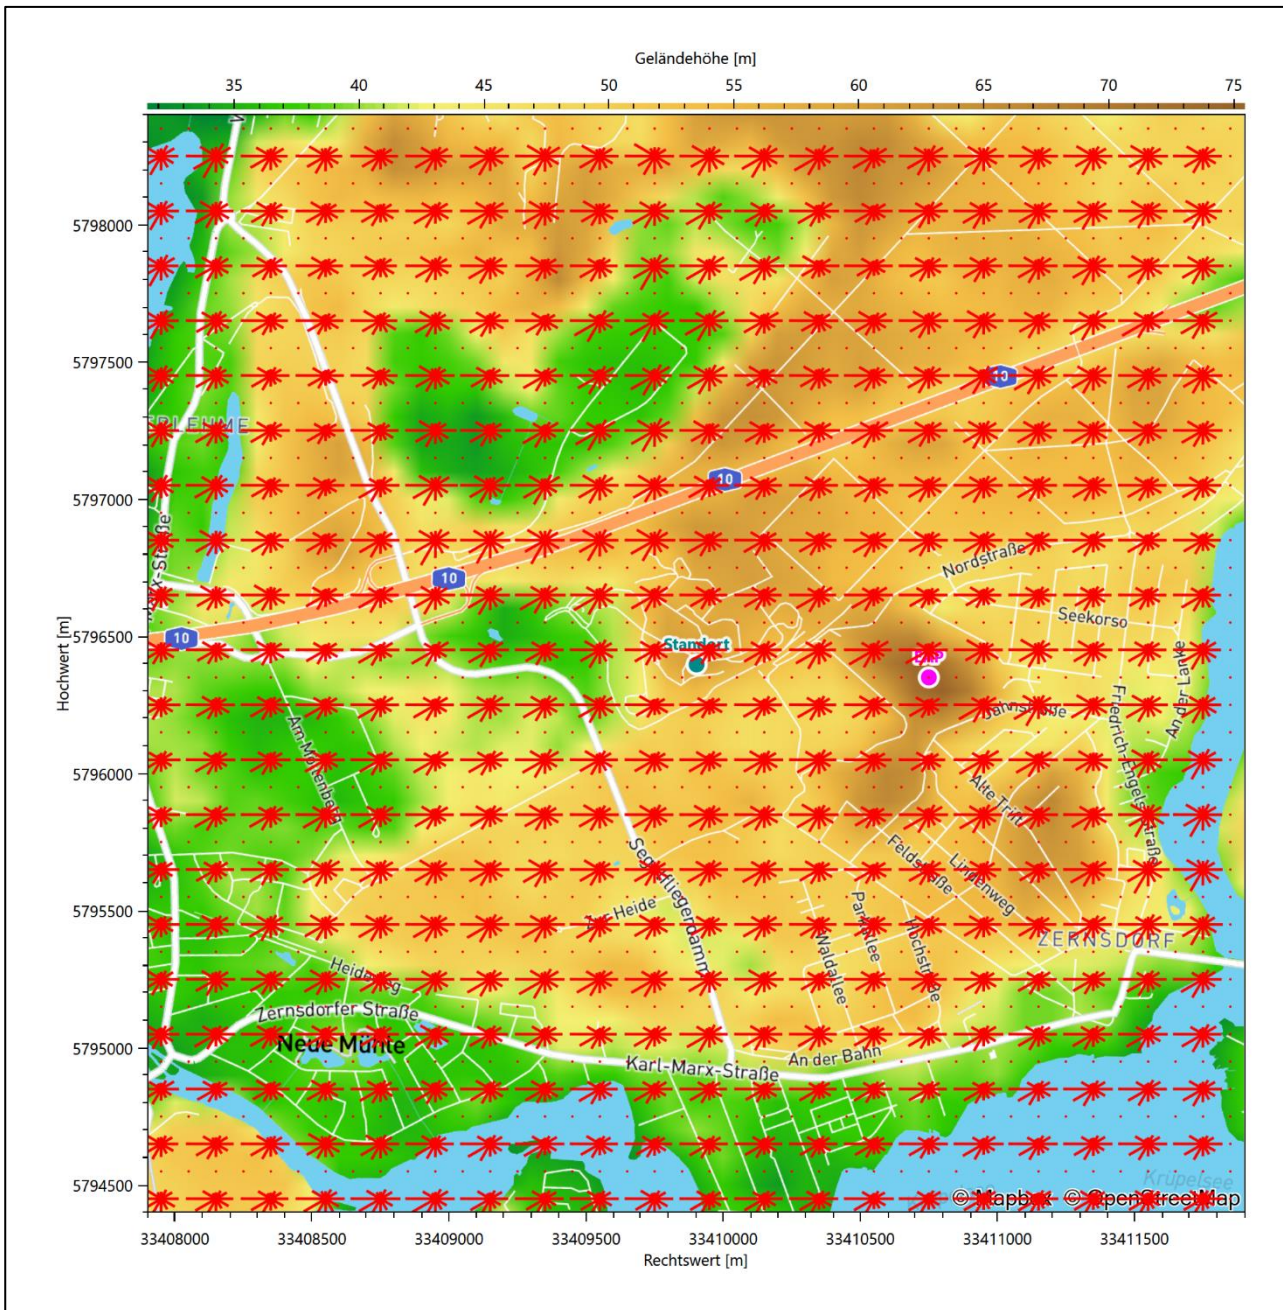 Geländehöhe [m]
35 40 45 50 55 60 65 70 75
5798000
5797500
10
5797000
10
Nordstraße
10
Seekorso
Hochwert [m]
5796500
10
Standort
An der Lanke
Jahnstraße
Am Möllenberg
Friedrich-Engels-Straße
5796000
Alte Trift
Segelfliegerdamm
Feldstraße
Lindenweg
5795500
Parkallee
Waldallee
Hochstraße
ZERNSDORF
Heideweg
Zernsdorfer Straße
Neue Mühle
5795000
Karl-Marx-Straße
An der Bahn
5794500
Krüpelsee
© Mapbox © OpenStreetMap
33408000 33408500 33409000 33409500 33410000 33410500 33411000 33411500
Rechtswert [m]